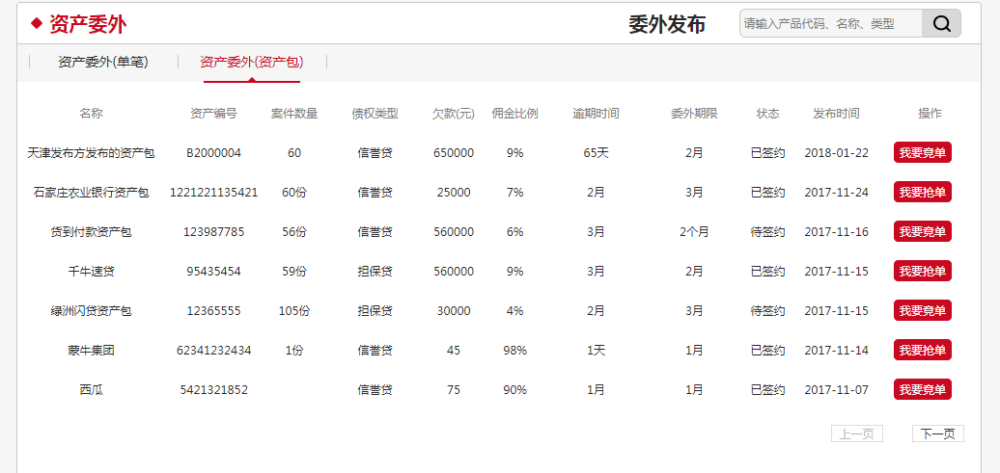 资产委外 委外发布 请输入产品代码、名称、类型
资产委外(单笔) 资产委外(资产包)
名称 资产编号 案件数量 债权类型 欠款(元) 佣金比例 逾期时间 委外期限 状态 发布时间 操作
天津发布方发布的资产包 B2000004 60 信誉贷 650000 9% 65天 2月 已签约 2018-01-22 我要竟单
石家庄农业银行资产包 1221221135421 60份 信誉贷 25000 7% 2月 3月 已签约 2017-11-24 我要抢单
货到付款资产包 123987785 56份 信誉贷 560000 6% 3月 2个月 待签约 2017-11-16 我要竟单
千牛速贷 95435454 59份 担保贷 560000 9% 3月 2月 已签约 2017-11-15 我要抢单
绿洲闪贷资产包 12365555 105份 担保贷 30000 4% 2月 3月 待签约 2017-11-15 我要竟单
蒙牛集团 62341232434 1份 信誉贷 45 98% 1天 1月 已签约 2017-11-14 我要抢单
西瓜 5421321852 信誉贷 75 90% 1月 1月 已签约 2017-11-07 我要竟单
上一页 下一页